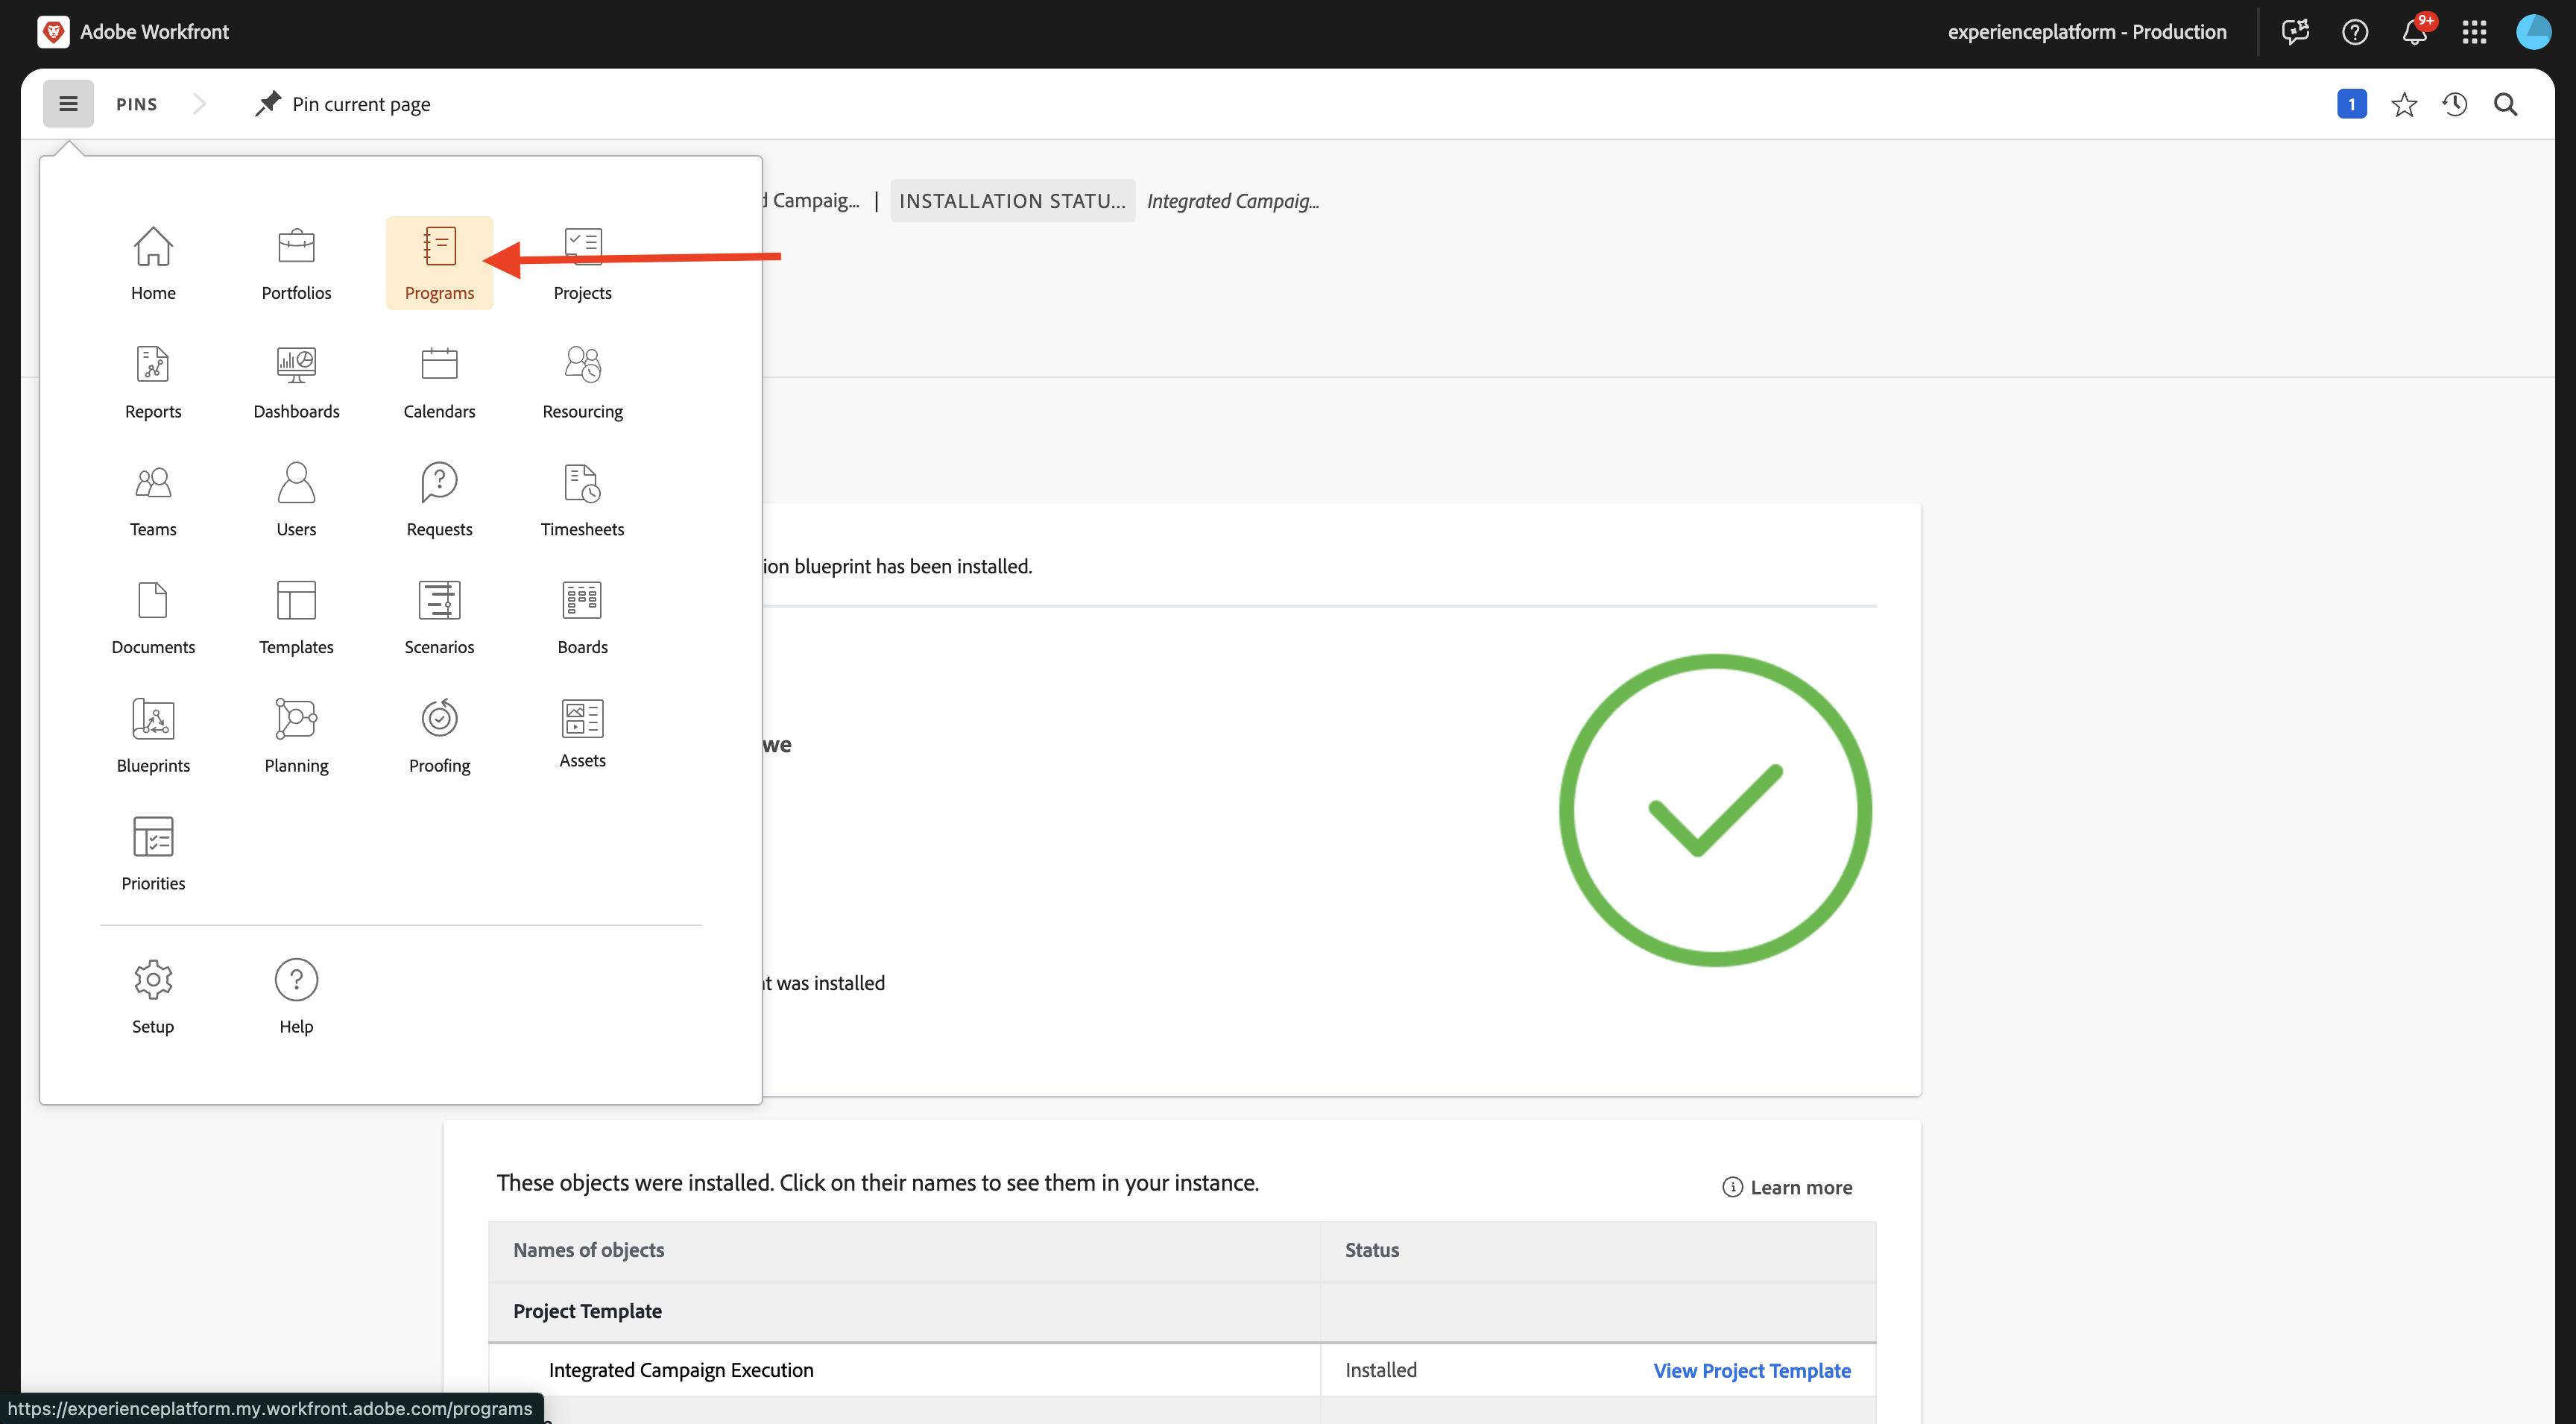 Adobe Workfront
experienceplatform - Production
9+
PINS
Pin current page
1
d Campaig... | INSTALLATION STATU... Integrated Campaig...
Home
Portfolios
Programs
Projects
Reports
Dashboards
Calendars
Resourcing
Teams
Users
Requests
Timesheets
Documents
Templates
Scenarios
Boards
Blueprints
Planning
Proofing
Assets
Priorities
Setup
Help
ion blueprint has been installed.
we
t was installed
These objects were installed. Click on their names to see them in your instance.
Learn more
Names of objects
Status
Project Template
Integrated Campaign Execution
Installed
View Project Template
https://experienceplatform.my.workfront.adobe.com/programs